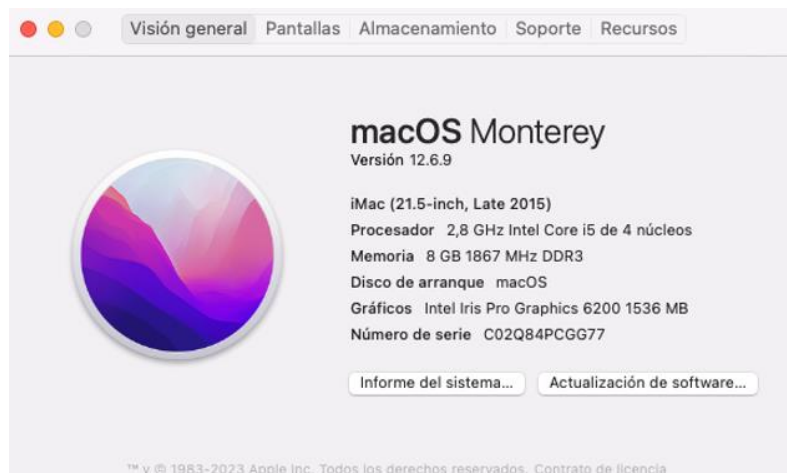 Visión general Pantallas Almacenamiento Soporte Recursos
macOS Monterey
Versión 12.6.9
iMac (21.5-inch, Late 2015)
Procesador 2,8 GHz Intel Core i5 de 4 núcleos
Memoria 8 GB 1867 MHz DDR3
Disco de arranque macOS
Gráficos Intel Iris Pro Graphics 6200 1536 MB
Número de serie C02Q84PCGG77
Informe del sistema... Actualización de software...
™ y © 1983-2023 Apple Inc. Todos los derechos reservados. Contrato de licencia